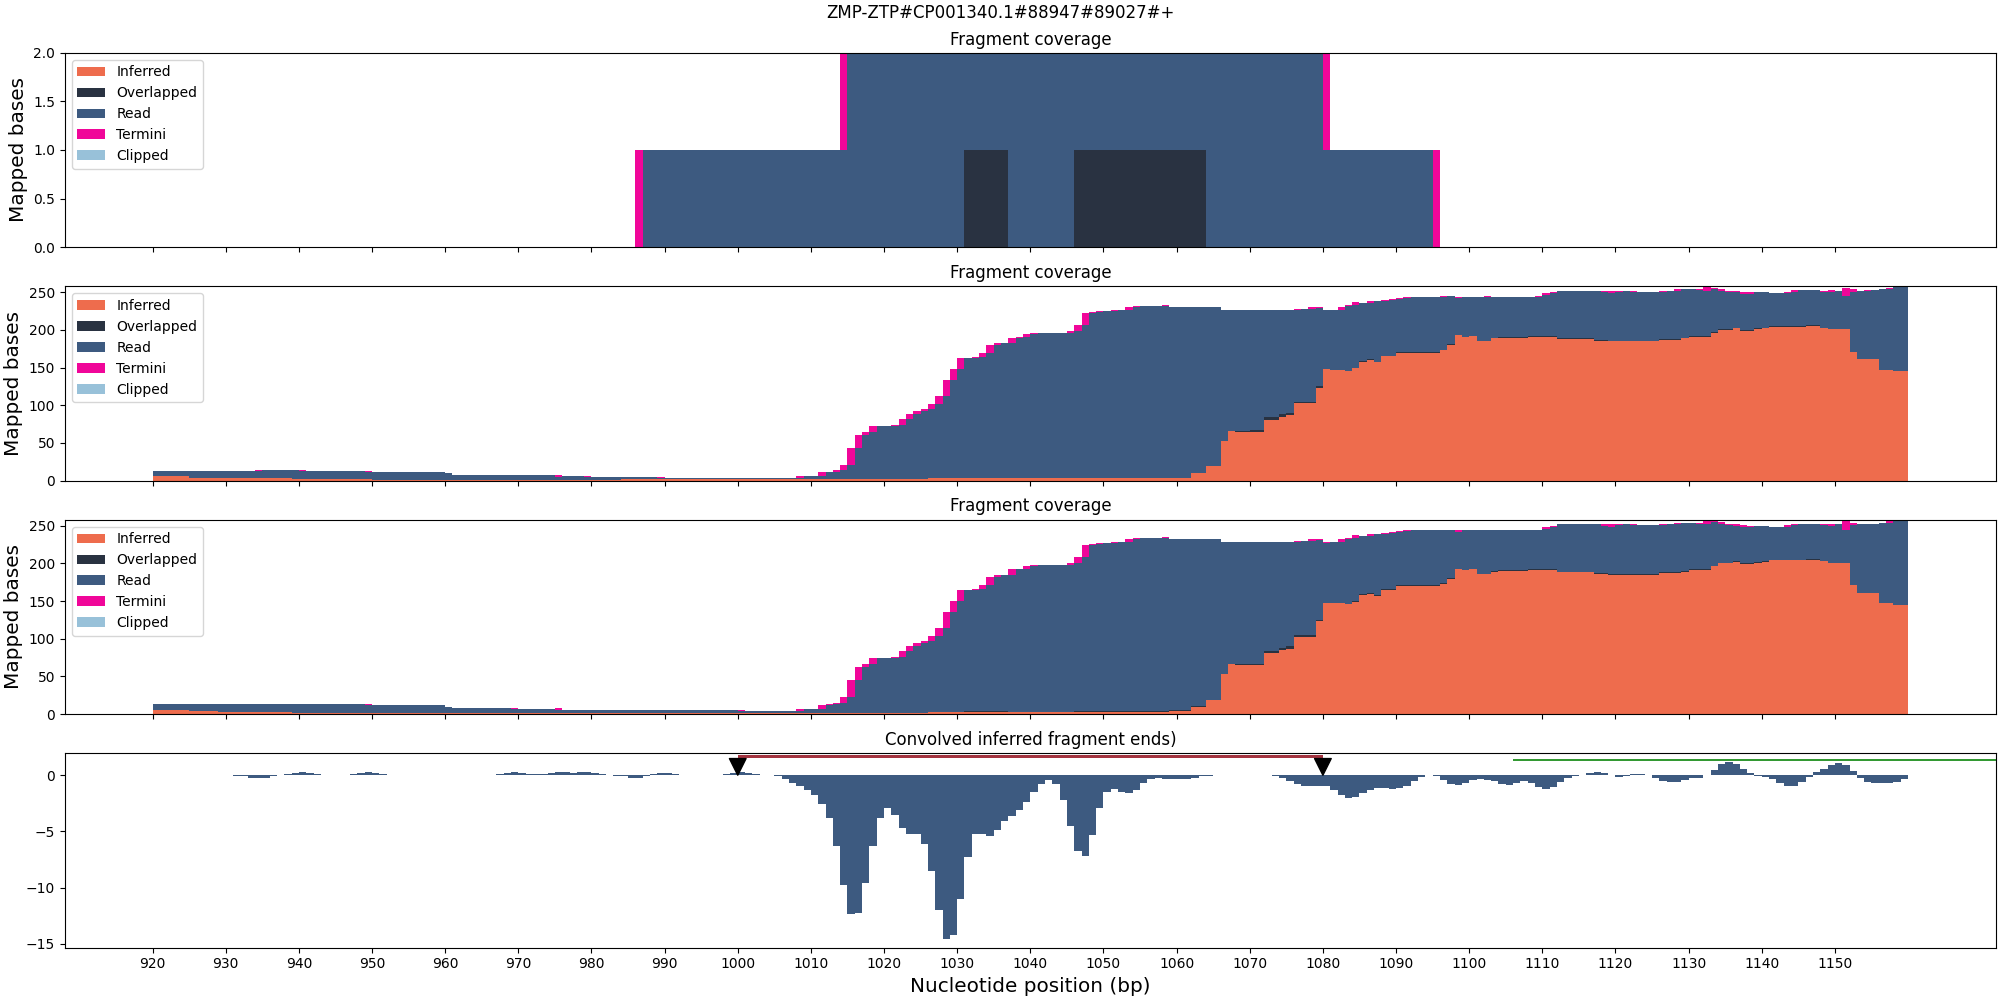 ZMP-ZTP#CP001340.1#88947#89027#+
Fragment coverage
Mapped bases
2.0
1.5
1.0
0.5
0.0
Inferred
Overlapped
Read
Termini
Clipped
Fragment coverage
Mapped bases
250
200
150
100
50
0
Inferred
Overlapped
Read
Termini
Clipped
Fragment coverage
Mapped bases
250
200
150
100
50
0
Inferred
Overlapped
Read
Termini
Clipped
Convolved inferred fragment ends)
0
−5
−10
−15
920 930 940 950 960 970 980 990 1000 1010 1020 1030 1040 1050 1060 1070 1080 1090 1100 1110 1120 1130 1140 1150
Nucleotide position (bp)